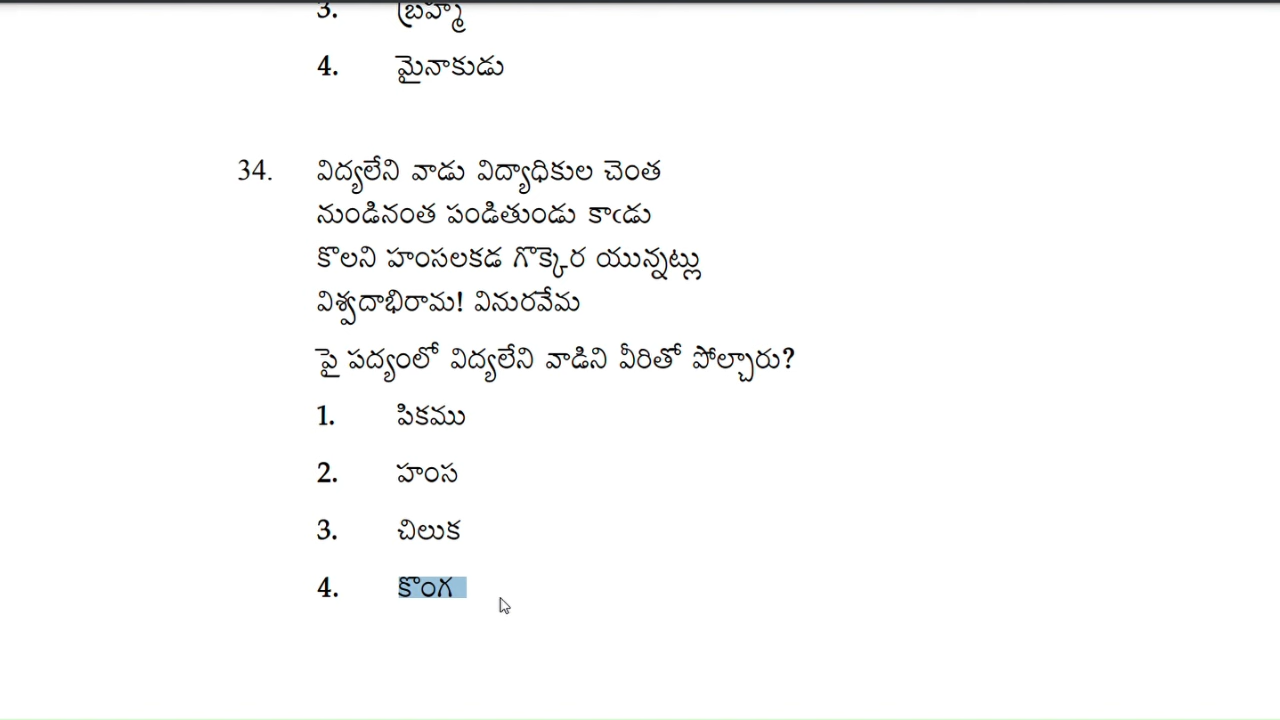 3. బ్రహ్మ
4. మైనాకుడు
34. విద్యలేని వాడు విద్యాధికుల చెంత
నుండినంత పండితుండు కాఁడు
కొలని హంసలకడ గొక్కెర యున్నట్లు
విశ్వదాభిరామ! వినురవేమ
పై పద్యంలో విద్యలేని వాడిని వీరితో పోల్చారు?
1. పికము
2. హంస
3. చిలుక
4. కొంగ